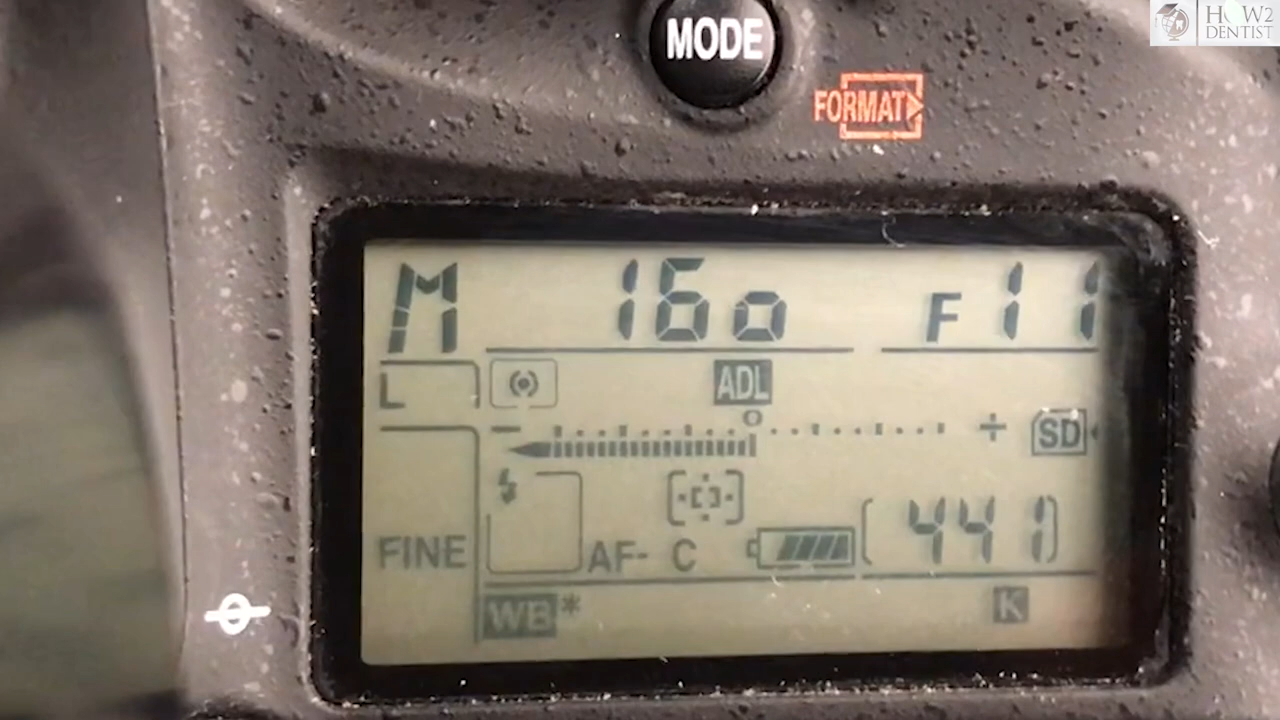 HOW2
DENTIST
MODE
FORMAT
M 160 F11
L ADL
- 0 + SD
[441]
FINE AF-C
WB* K